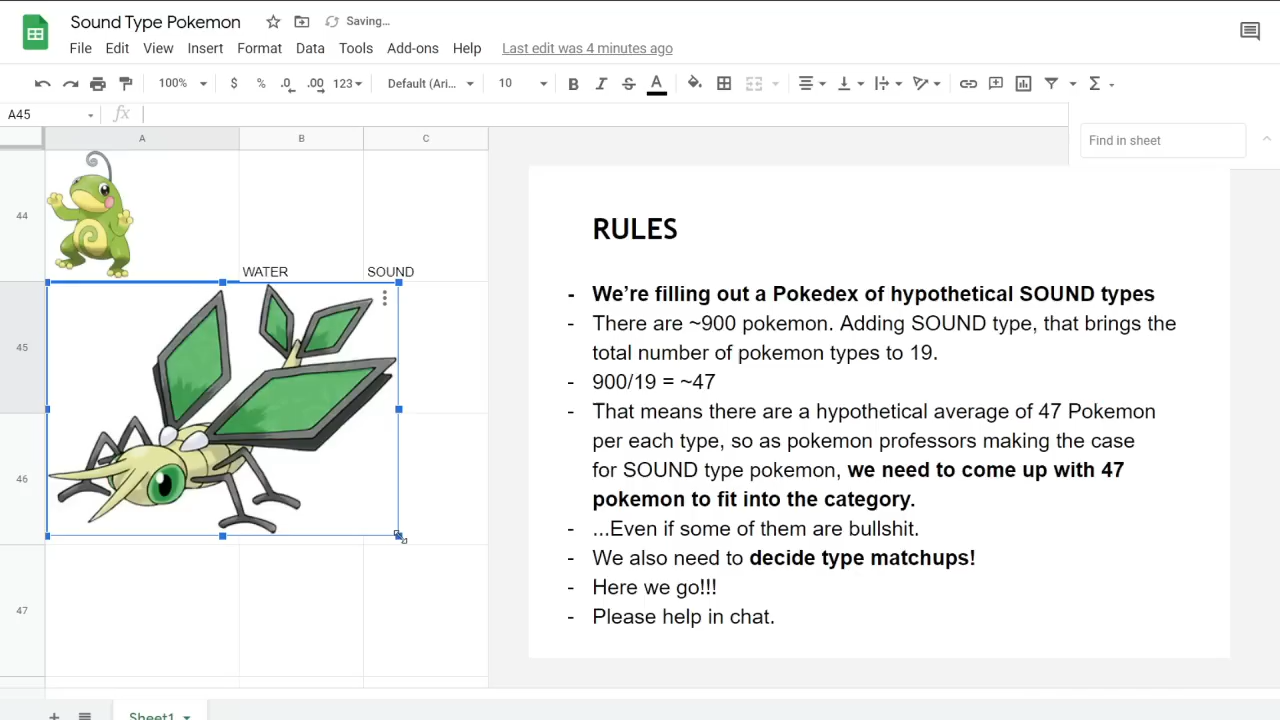 Sound Type Pokemon
Saving...
File Edit View Insert Format Data Tools Add-ons Help Last edit was 4 minutes ago
100% $ % .0 .00 123 Default (Ari... 10 B I S A Σ
A45 fx
Find in sheet
A B C
44
WATER SOUND
45
46
47
RULES
- We're filling out a Pokedex of hypothetical SOUND types
- There are ~900 pokemon. Adding SOUND type, that brings the
total number of pokemon types to 19.
- 900/19 = ~47
- That means there are a hypothetical average of 47 Pokemon
per each type, so as pokemon professors making the case
for SOUND type pokemon, we need to come up with 47
pokemon to fit into the category.
- ...Even if some of them are bullshit.
- We also need to decide type matchups!
- Here we go!!!
- Please help in chat.
+ Sheet1